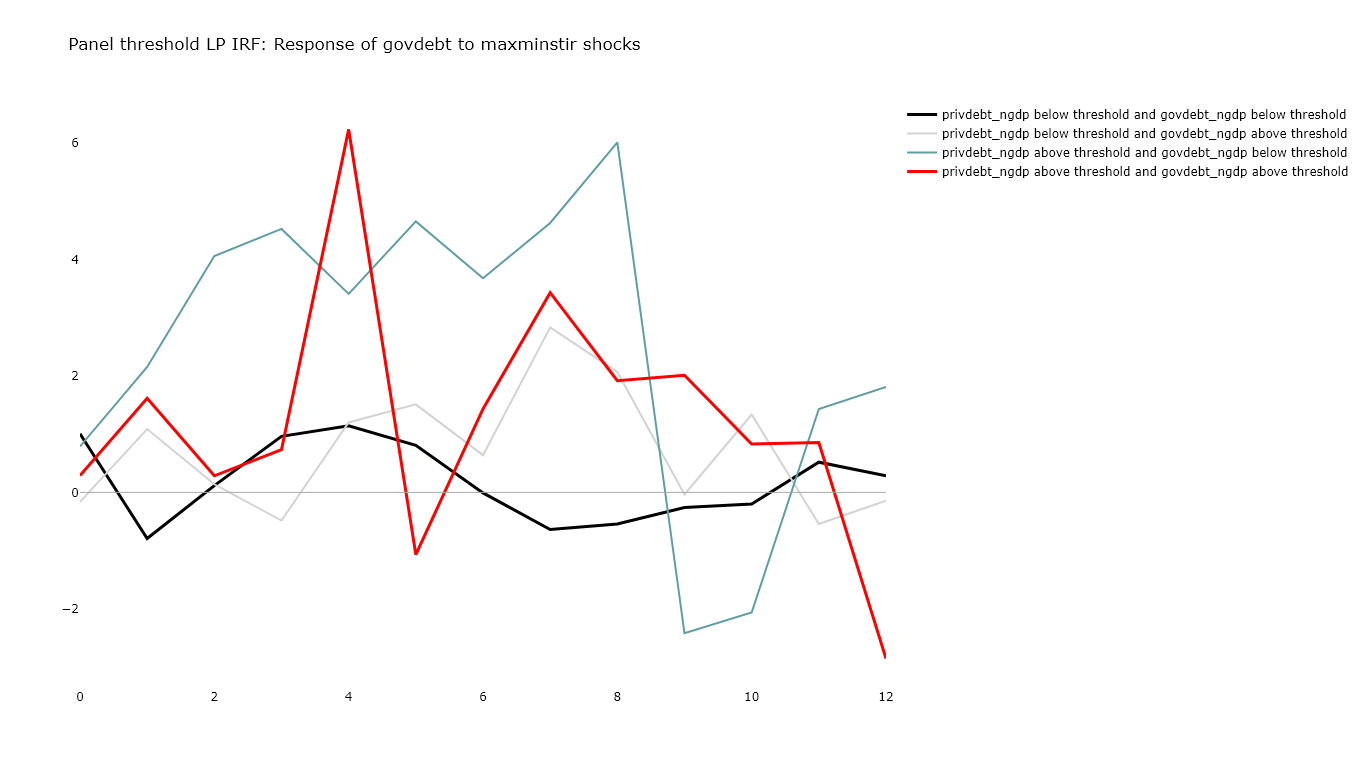 Panel threshold LP IRF: Response of govdebt to maxminstir shocks
privdebt_ngdp below threshold and govdebt_ngdp below threshold
privdebt_ngdp below threshold and govdebt_ngdp above threshold
privdebt_ngdp above threshold and govdebt_ngdp below threshold
privdebt_ngdp above threshold and govdebt_ngdp above threshold
6
4
2
0
−2
0 2 4 6 8 10 12